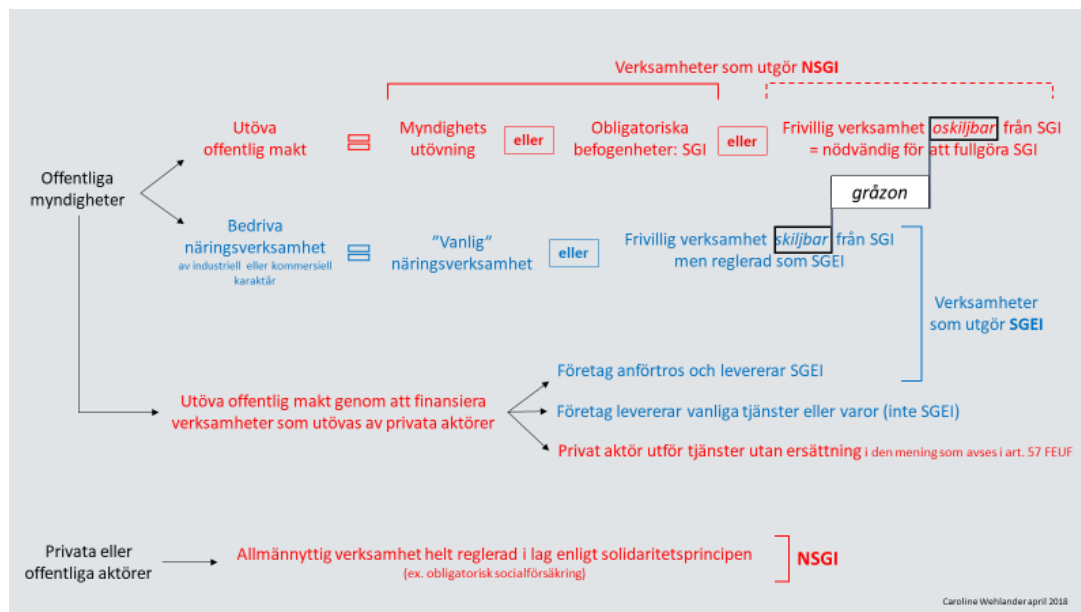 Verksamheter som utgör NSGI
Utöva
offentlig makt
=
Myndighets
utövning
eller
Obligatoriska
befogenheter: SGI
eller
Frivillig verksamhet oskiljbar från SGI
= nödvändig för att fullgöra SGI
Offentliga
myndigheter
gråzon
Bedriva
näringsverksamhet
av industriell eller kommersiell
karaktär
=
”Vanlig”
näringsverksamhet
eller
Frivillig verksamhet skiljbar från SGI
men reglerad som SGEI
Verksamheter
som utgör SGEI
Utöva offentlig makt genom att finansiera
verksamheter som utövas av privata aktörer
Företag anförtros och levererar SGEI
Företag levererar vanliga tjänster eller varor (inte SGEI)
Privat aktör utför tjänster utan ersättning i den mening som avses i art. 57 FEUF
Privata eller
offentliga aktörer
Allmännyttig verksamhet helt reglerad i lag enligt solidaritetsprincipen
(ex. obligatorisk socialförsäkring)
NSGI
Caroline Wehlander april 2018